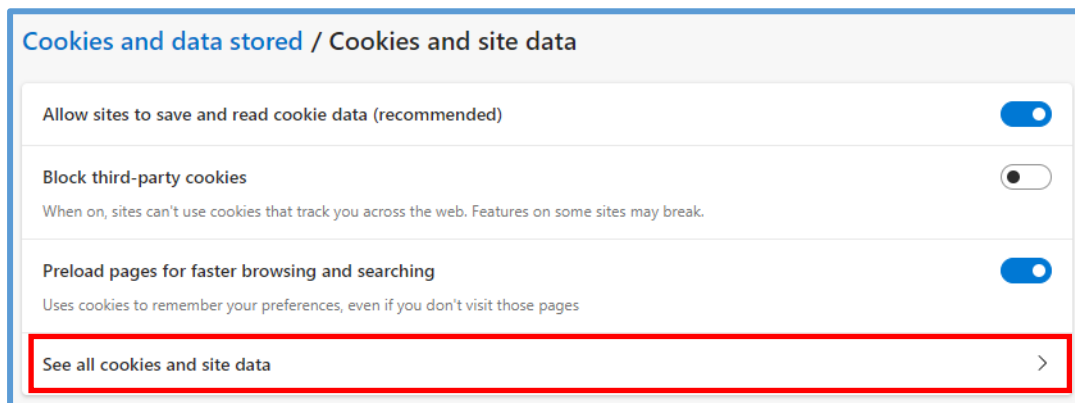 Cookies and data stored / Cookies and site data
Allow sites to save and read cookie data (recommended)
Block third-party cookies
When on, sites can't use cookies that track you across the web. Features on some sites may break.
Preload pages for faster browsing and searching
Uses cookies to remember your preferences, even if you don't visit those pages
See all cookies and site data